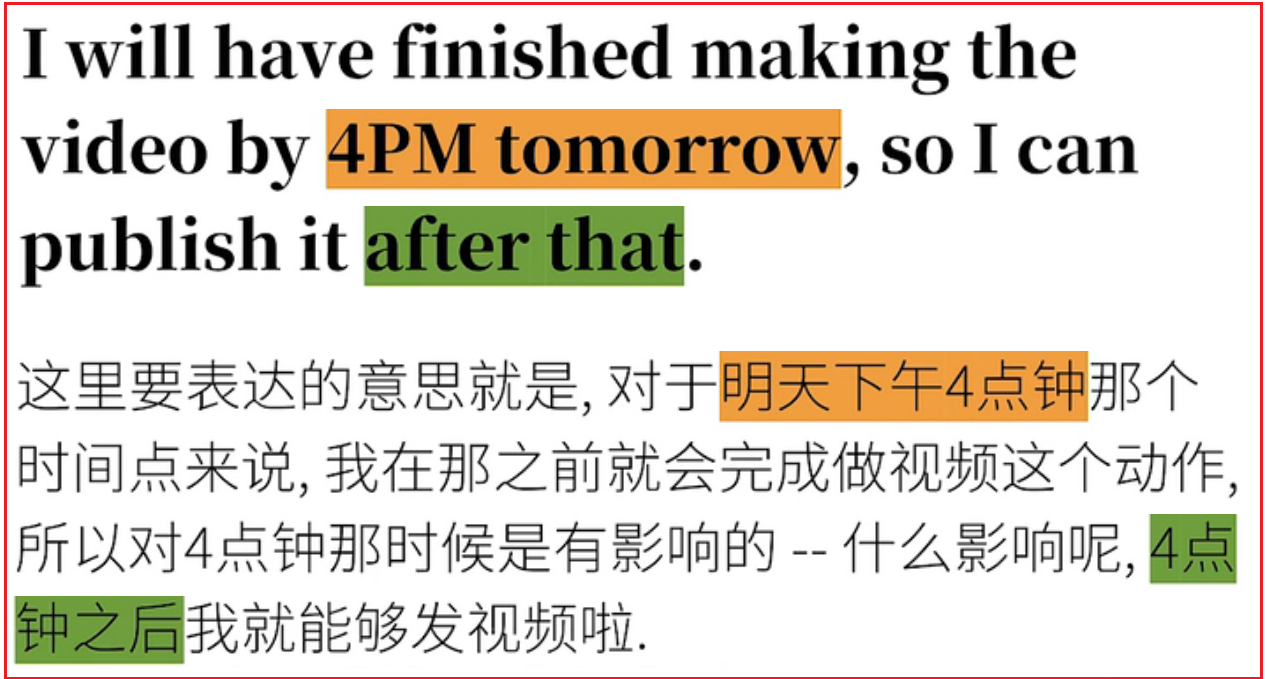 I will have finished making the
video by 4PM tomorrow, so I can
publish it after that.
这里要表达的意思就是, 对于明天下午4点钟那个
时间点来说, 我在那之前就会完成做视频这个动作,
所以对4点钟那时候是有影响的 -- 什么影响呢, 4点
钟之后我就能够发视频啦.